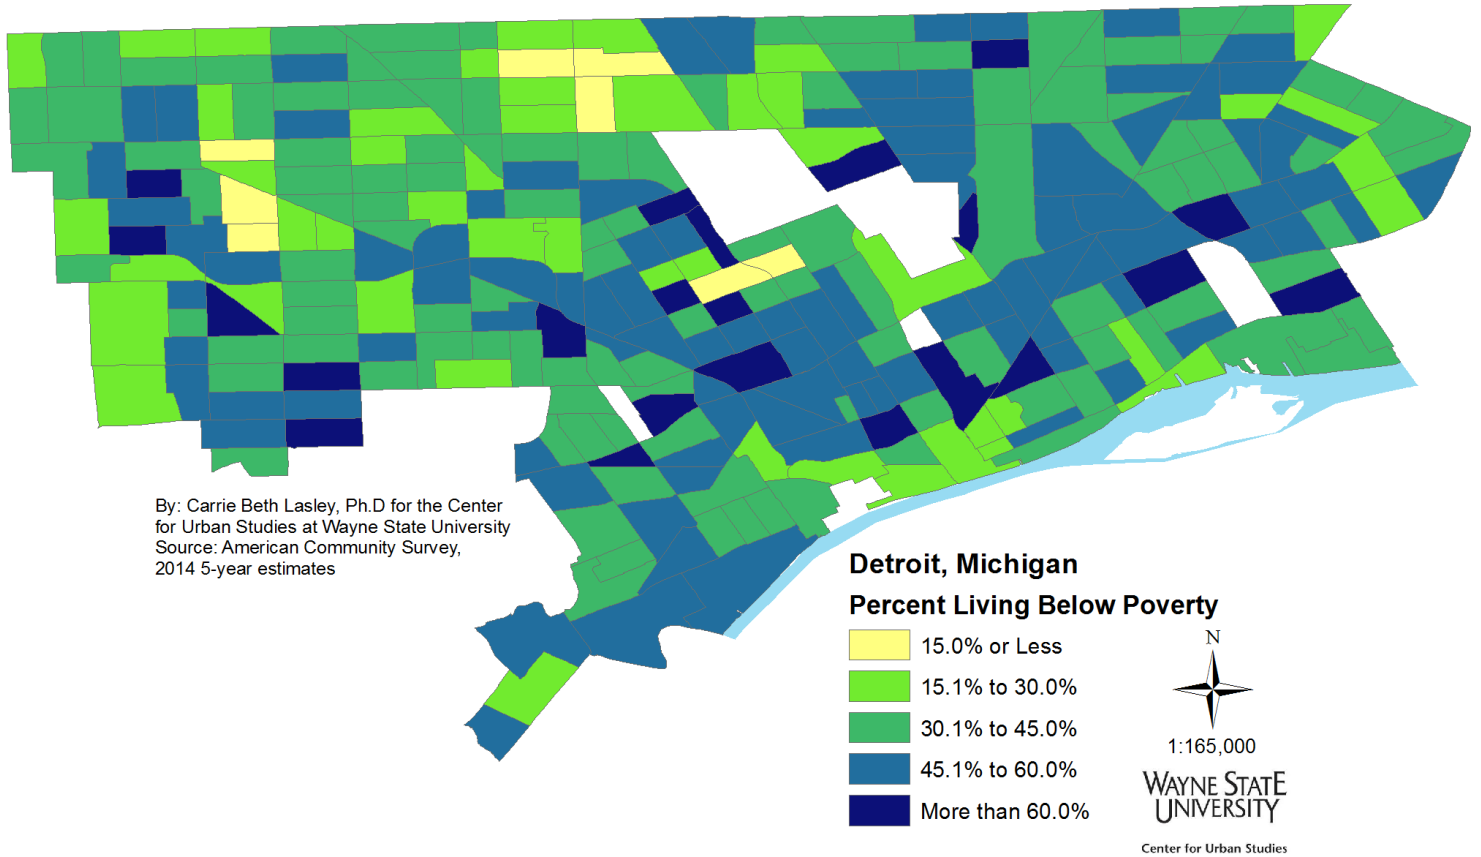 By: Carrie Beth Lasley, Ph.D for the Center
for Urban Studies at Wayne State University
Source: American Community Survey,
2014 5-year estimates
Detroit, Michigan
Percent Living Below Poverty
15.0% or Less
15.1% to 30.0%
30.1% to 45.0%
45.1% to 60.0%
More than 60.0%
N
1:165,000
WAYNE STATE
UNIVERSITY
Center for Urban Studies